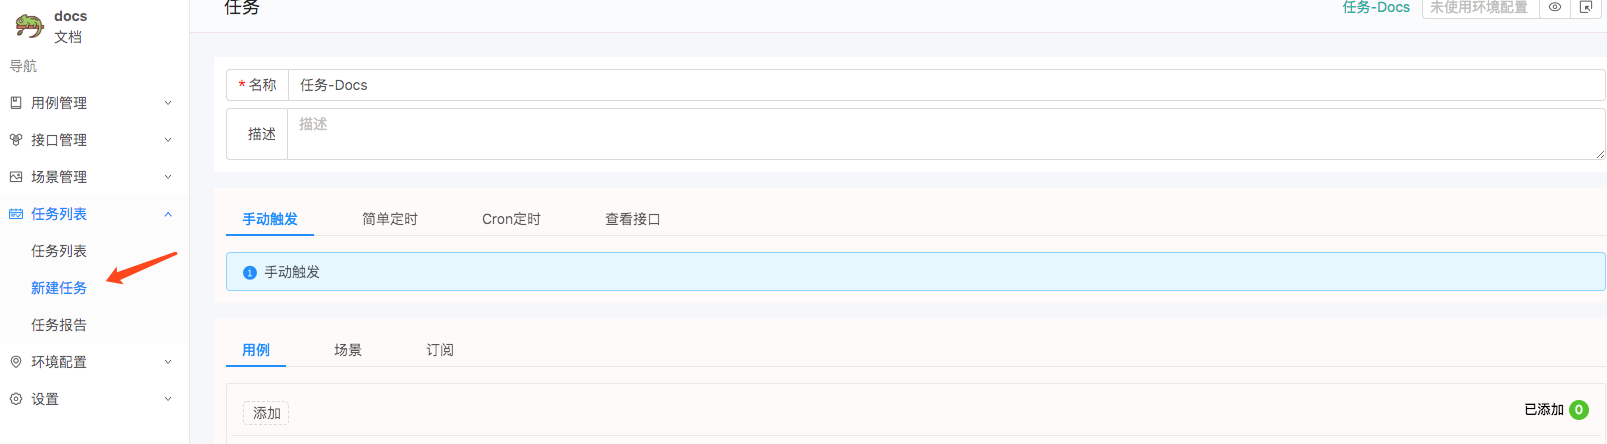 docs
文档
导航
用例管理
接口管理
场景管理
任务列表
任务列表
新建任务
任务报告
环境配置
设置
任务
任务-Docs
未使用环境配置
* 名称
任务-Docs
描述
描述
手动触发
简单定时
Cron定时
查看接口
手动触发
用例
场景
订阅
添加
已添加 0